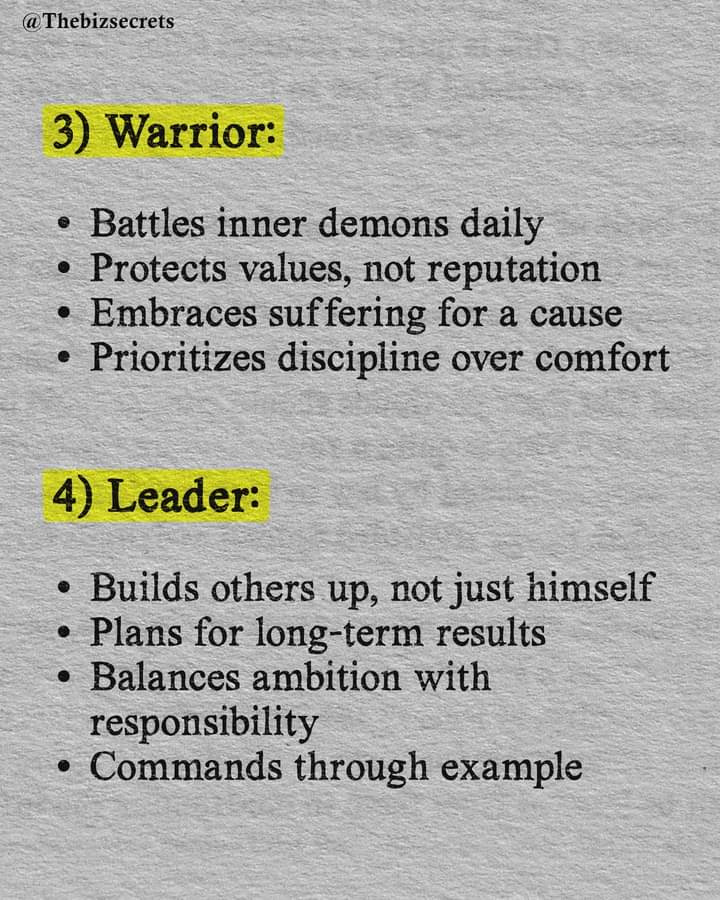 @Thebizsecrets
3) Warrior:
• Battles inner demons daily
• Protects values, not reputation
• Embraces suffering for a cause
• Prioritizes discipline over comfort
4) Leader:
• Builds others up, not just himself
• Plans for long-term results
• Balances ambition with
responsibility
• Commands through example